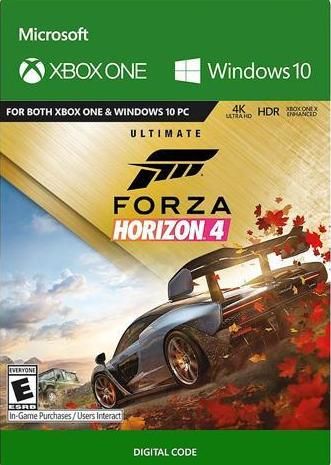 Microsoft
XBOX ONE
Windows 10
FOR BOTH XBOX ONE & WINDOWS 10 PC
4K
ULTRA HD
HDR
XBOX ONE X
ENHANCED
ULTIMATE
FORZA
HORIZON 4
EVERYONE
E
ESRB
In-Game Purchases / Users Interact
DIGITAL CODE